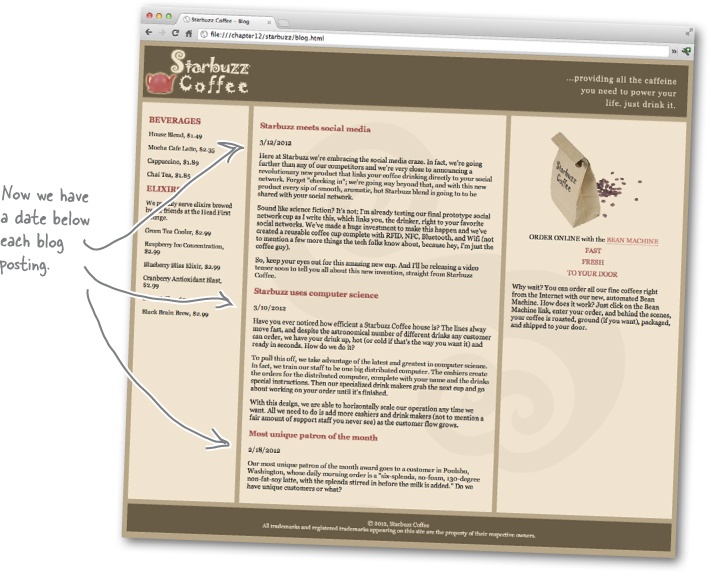 Starbuzz Coffee - Blog
file:///chapter12/starbuzz/blog.html
Starbuzz
Coffee
...providing all the caffeine
you need to power your
life. just drink it.
BEVERAGES
House Blend, $1.49
Mocha Cafe Latte, $2.35
Cappuccino, $1.89
Chai Tea, $1.85
ELIXIRS
We proudly serve elixirs brewed
by our friends at the Head First
Lounge.
Green Tea Cooler, $2.99
Raspberry Ice Concentration,
$2.99
Blueberry Bliss Elixir, $2.99
Cranberry Antioxidant Blast,
$2.99
Black Brain Brew, $2.99
Now we have
a date below
each blog
posting.
Starbuzz meets social media
3/12/2012
Here at Starbuzz we're embracing the social media craze. In fact, we're going
further than any of our competitors and we're very close to announcing a
revolutionary new product that links your coffee drinking directly to your social
network. Forget "checking in"; we're going way beyond that, and with this new
product every sip of smooth, aromatic, hot Starbuzz blend is going to be
shared with your social network.
Sound like science fiction? It's not; I'm already testing our final prototype social
network cup as I write this, which links you, the drinker, right to your favorite
social networks. We've made a huge investment to make this happen and we've
created a reusable coffee cup complete with RFID, NFC, Bluetooth, and Wifi (not
to mention a few more things the tech folks know about, because hey, I'm just the
coffee guy).
So, keep your eyes out for this amazing new cup. And I'll be releasing a video
teaser soon to tell you all about this new invention, straight from Starbuzz
Coffee.
Starbuzz uses computer science
3/10/2012
Have you ever noticed how efficient a Starbuzz Coffee house is? The lines alway
move fast, and despite the astronomical number of different drinks any customer
can order, we have your drink up, hot (or cold if that's the way you want it) and
ready in seconds. How do we do it?
To pull this off, we take advantage of the latest and greatest in computer science.
In fact, we train our staff to be one big distributed computer. The cashiers create
the orders for the distributed computer, complete with your name and the drinks
special instructions. Then our specialized drink makers grab the next cup and go
about working on your order until it's finished.
With this design, we are able to horizontally scale our operation any time we
want. All we need to do is add more cashiers and drink makers (not to mention a
fair amount of support staff you never see) as the customer flow grows.
Most unique patron of the month
2/18/2012
Our most unique patron of the month award goes to a customer in Poulsbo,
Washington, whose daily morning order is a "six-splenda, no-foam, 130-degree
non-fat-soy latte, with the splenda stirred in before the milk is added." Do we
have unique customers or what?
Starbuzz
Coffee
ORDER ONLINE with the BEAN MACHINE
FAST
FRESH
TO YOUR DOOR
Why wait? You can order all our fine coffees right
from the Internet with our new, automated Bean
Machine. How does it work? Just click on the Bean
Machine link, enter your order, and behind the scenes,
your coffee is roasted, ground (if you want), packaged,
and shipped to your door.
© 2012, Starbuzz Coffee
All trademarks and registered trademarks appearing on this site are the property of their respective owners.